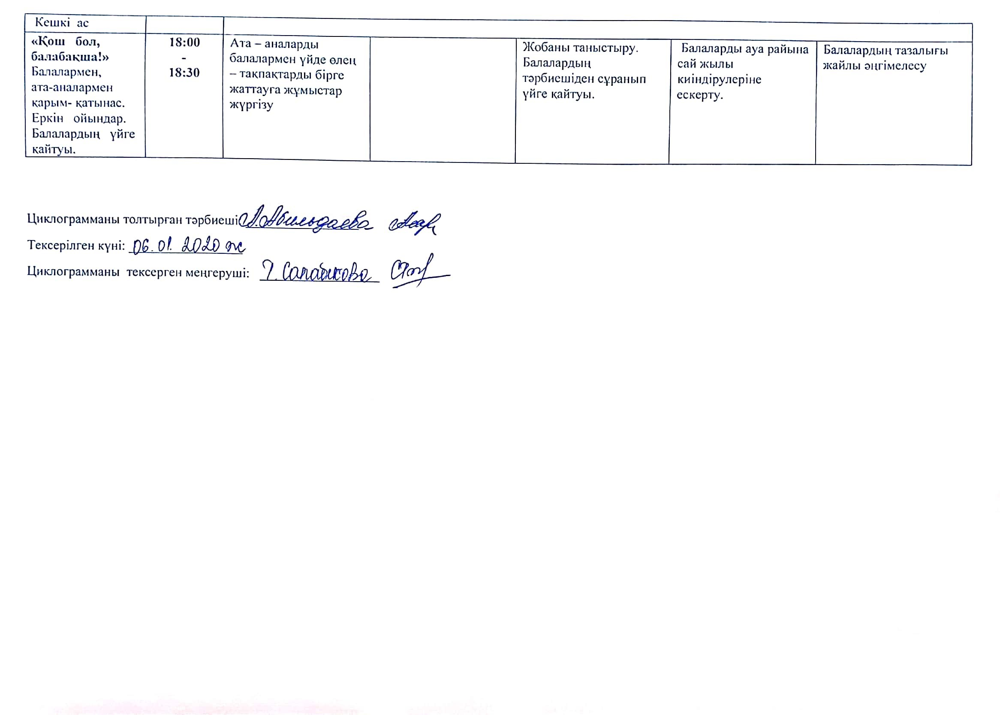 Кешкі ас
«Қош бол,
балабақша!»
Балалармен,
ата-аналармен
қарым- қатынас.
Еркін ойындар.
Балалардың үйге
қайтуы.
18:00
-
18:30
Ата – аналарды
балалармен үйде өлең
– тақпақтарды бірге
жаттауга жұмыстар
жүргізу
Жобаны таныстыру.
Балалардың
тәрбиешіден сұранып
үйге қайтуы.
Балаларды ауа райына
сай жылы
киіндірулеріне
ескерту.
Балалардың тазалығы
жайлы әңгімелесу
Циклограмманы толтырған тәрбиеші А.Абильдаева
Тексерілген күні: 06.01.2020 ж
Циклограмманы тексерген меңгеруші: